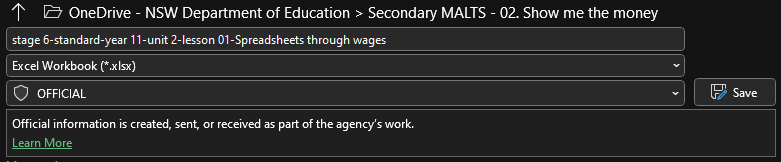 OneDrive - NSW Department of Education > Secondary MALTS - 02. Show me the money
stage 6-standard-year 11-unit 2-lesson 01-Spreadsheets through wages
Excel Workbook (*.xlsx)
OFFICIAL
Save
Official information is created, sent, or received as part of the agency's work.
Learn More